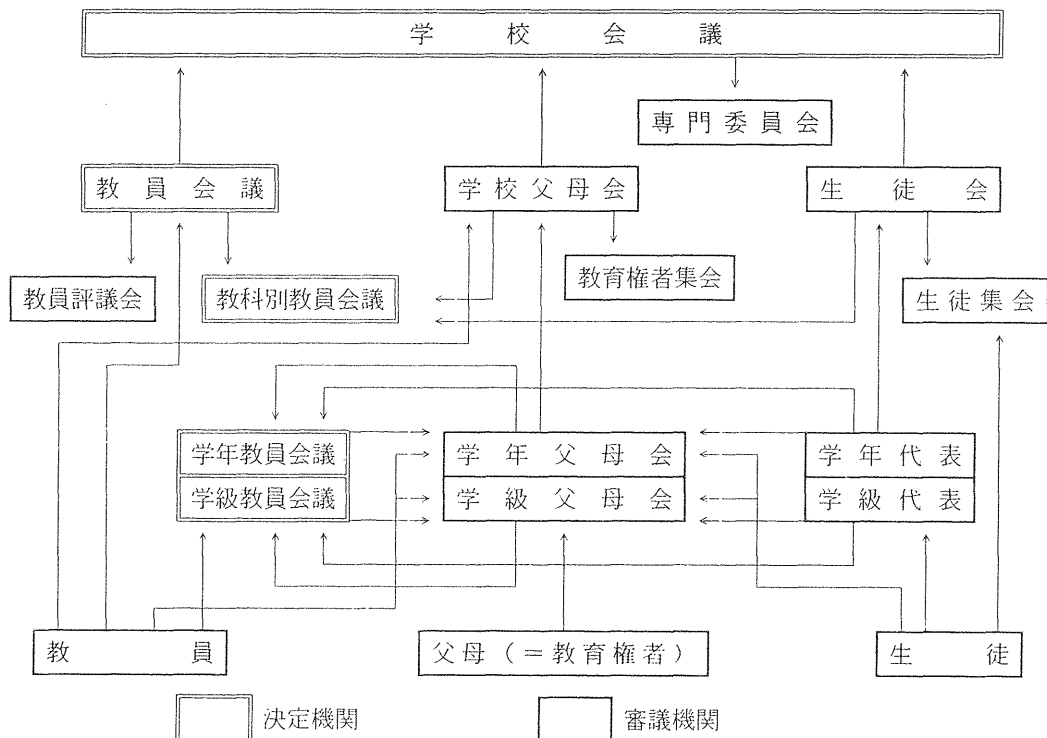 学校会議
専門委員会
教員会議
学校父母会
生徒会
教員評議会
教科別教員会議
教育権者集会
生徒集会
学年教員会議
学年父母会
学年代表
学級教員会議
学級父母会
学級代表
教員
父母（＝教育権者）
生徒
決定機関
審議機関